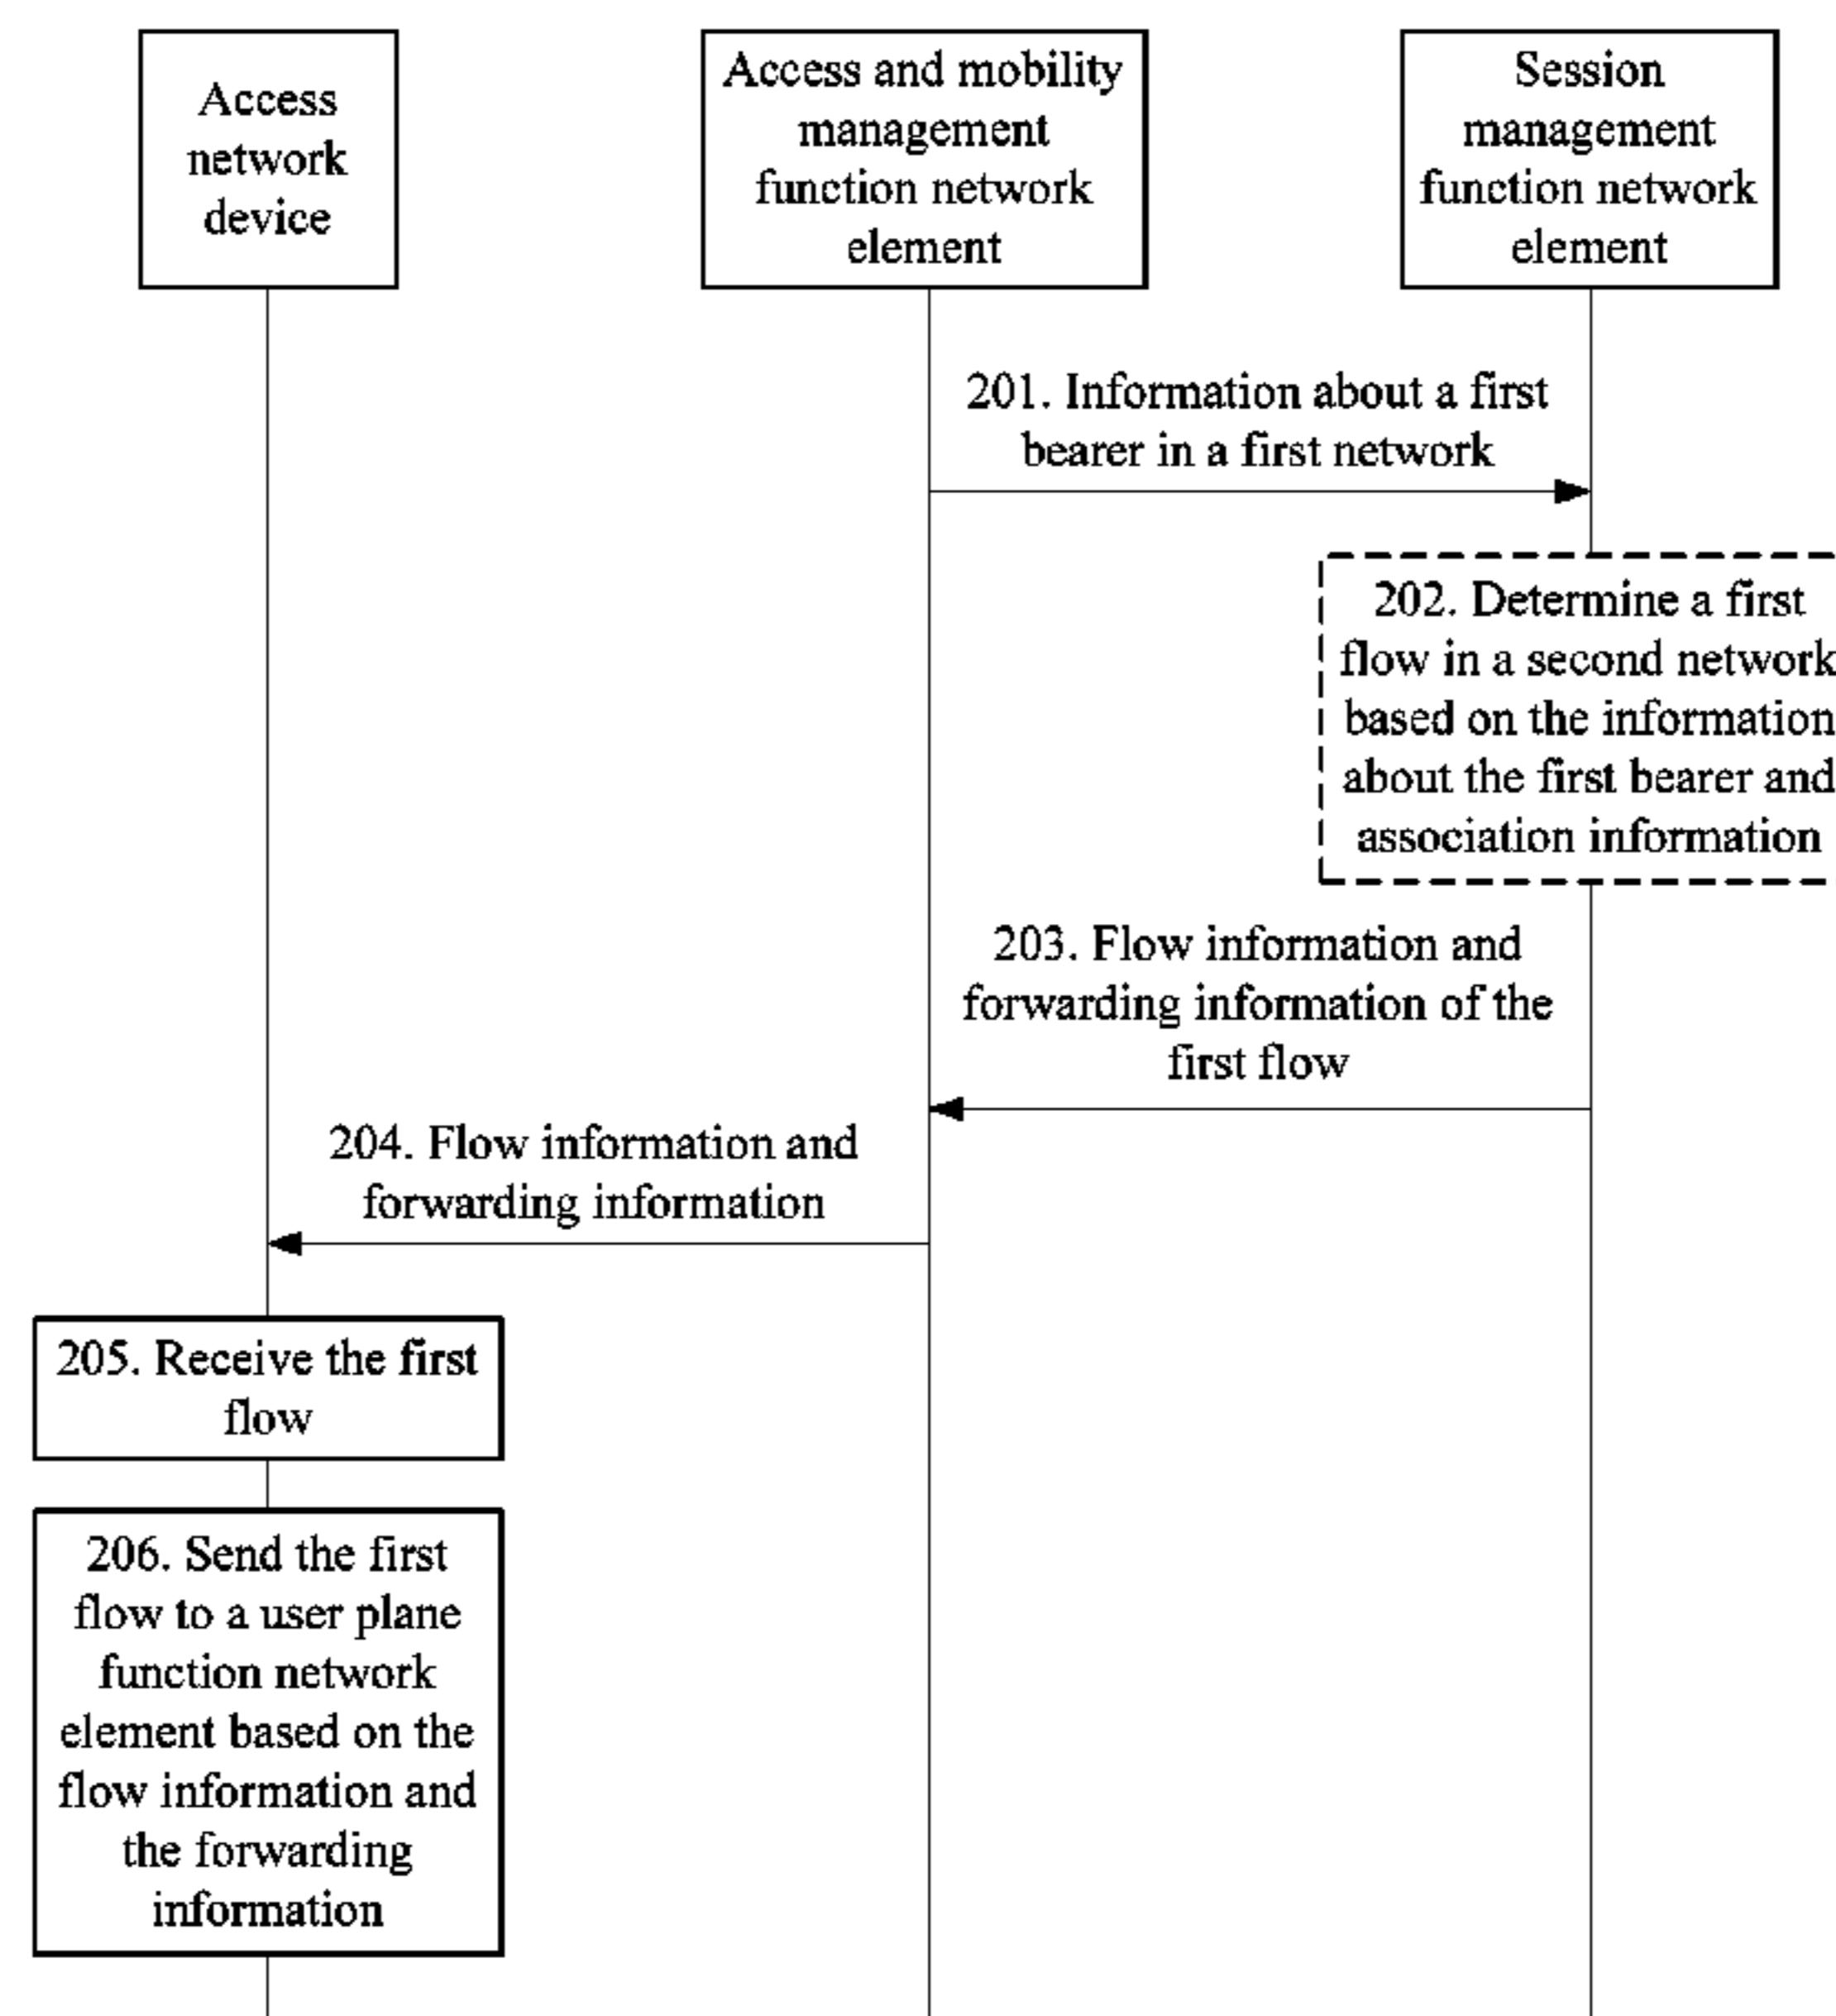 Access
network
device
Access and mobility
management
function network
element
Session
management
function network
element
201. Information about a first
bearer in a first network
202. Determine a first
flow in a second network
based on the information
about the first bearer and
association information
203. Flow information and
forwarding information of the
first flow
204. Flow information and
forwarding information
205. Receive the first
flow
206. Send the first
flow to a user plane
function network
element based on the
flow information and
the forwarding
information